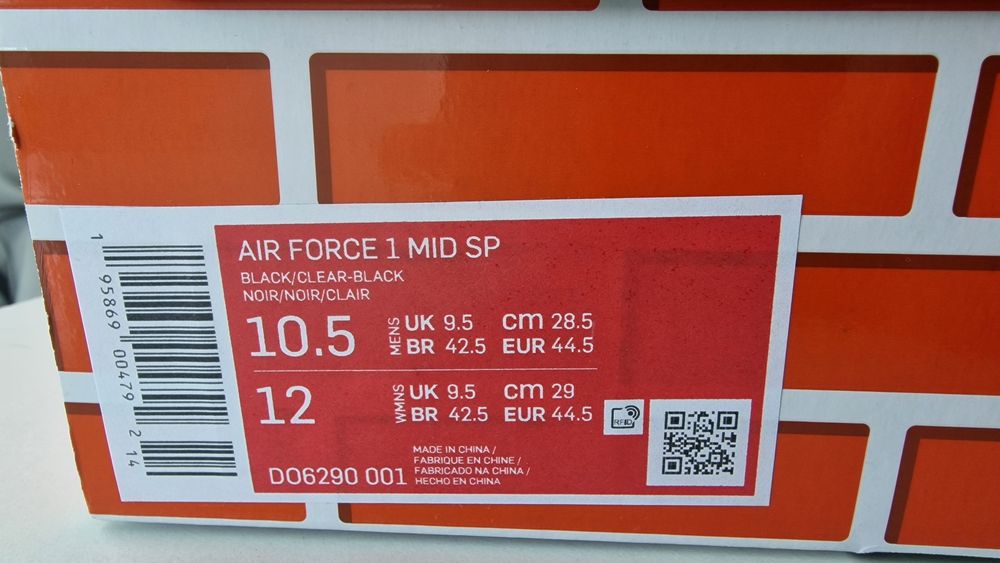 AIR FORCE 1 MID SP
BLACK/CLEAR-BLACK
NOIR/NOIR/CLAIR
10.5
MENS
UK 9.5 cm 28.5
BR 42.5 EUR 44.5
12
WMNS
UK 9.5 cm 29
BR 42.5 EUR 44.5
RFID
DO6290 001
MADE IN CHINA /
FABRIQUE EN CHINE /
FABRICADO NA CHINA /
HECHO EN CHINA
1 95869 00479 2 14